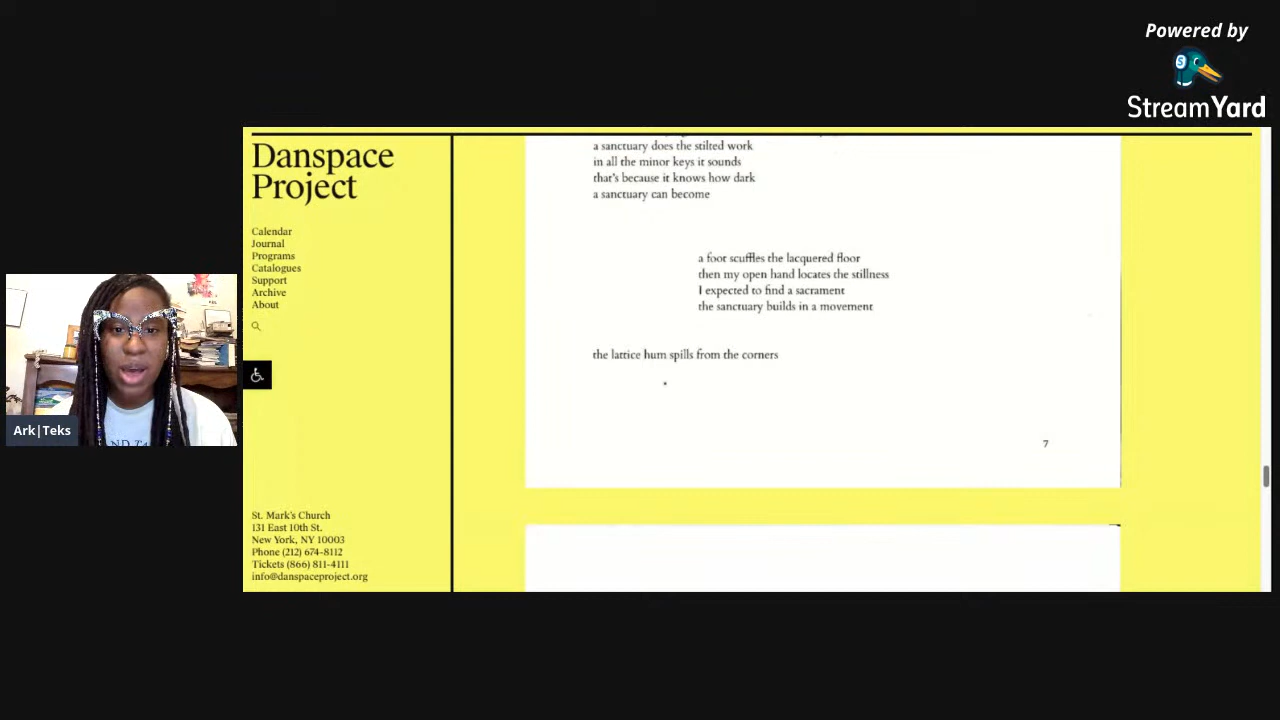 Powered by
StreamYard
Danspace
Project
Calendar
Journal
Programs
Catalogues
Support
Archive
About
St. Mark's Church
131 East 10th St.
New York, NY 10003
Phone (212) 674-8112
Tickets (866) 811-4111
info@danspaceproject.org
a sanctuary does the stilted work
in all the minor keys it sounds
that's because it knows how dark
a sanctuary can become
a foot scuffles the lacquered floor
then my open hand locates the stillness
I expected to find a sacrament
the sanctuary builds in a movement
the lattice hum spills from the corners
7
Ark|Teks